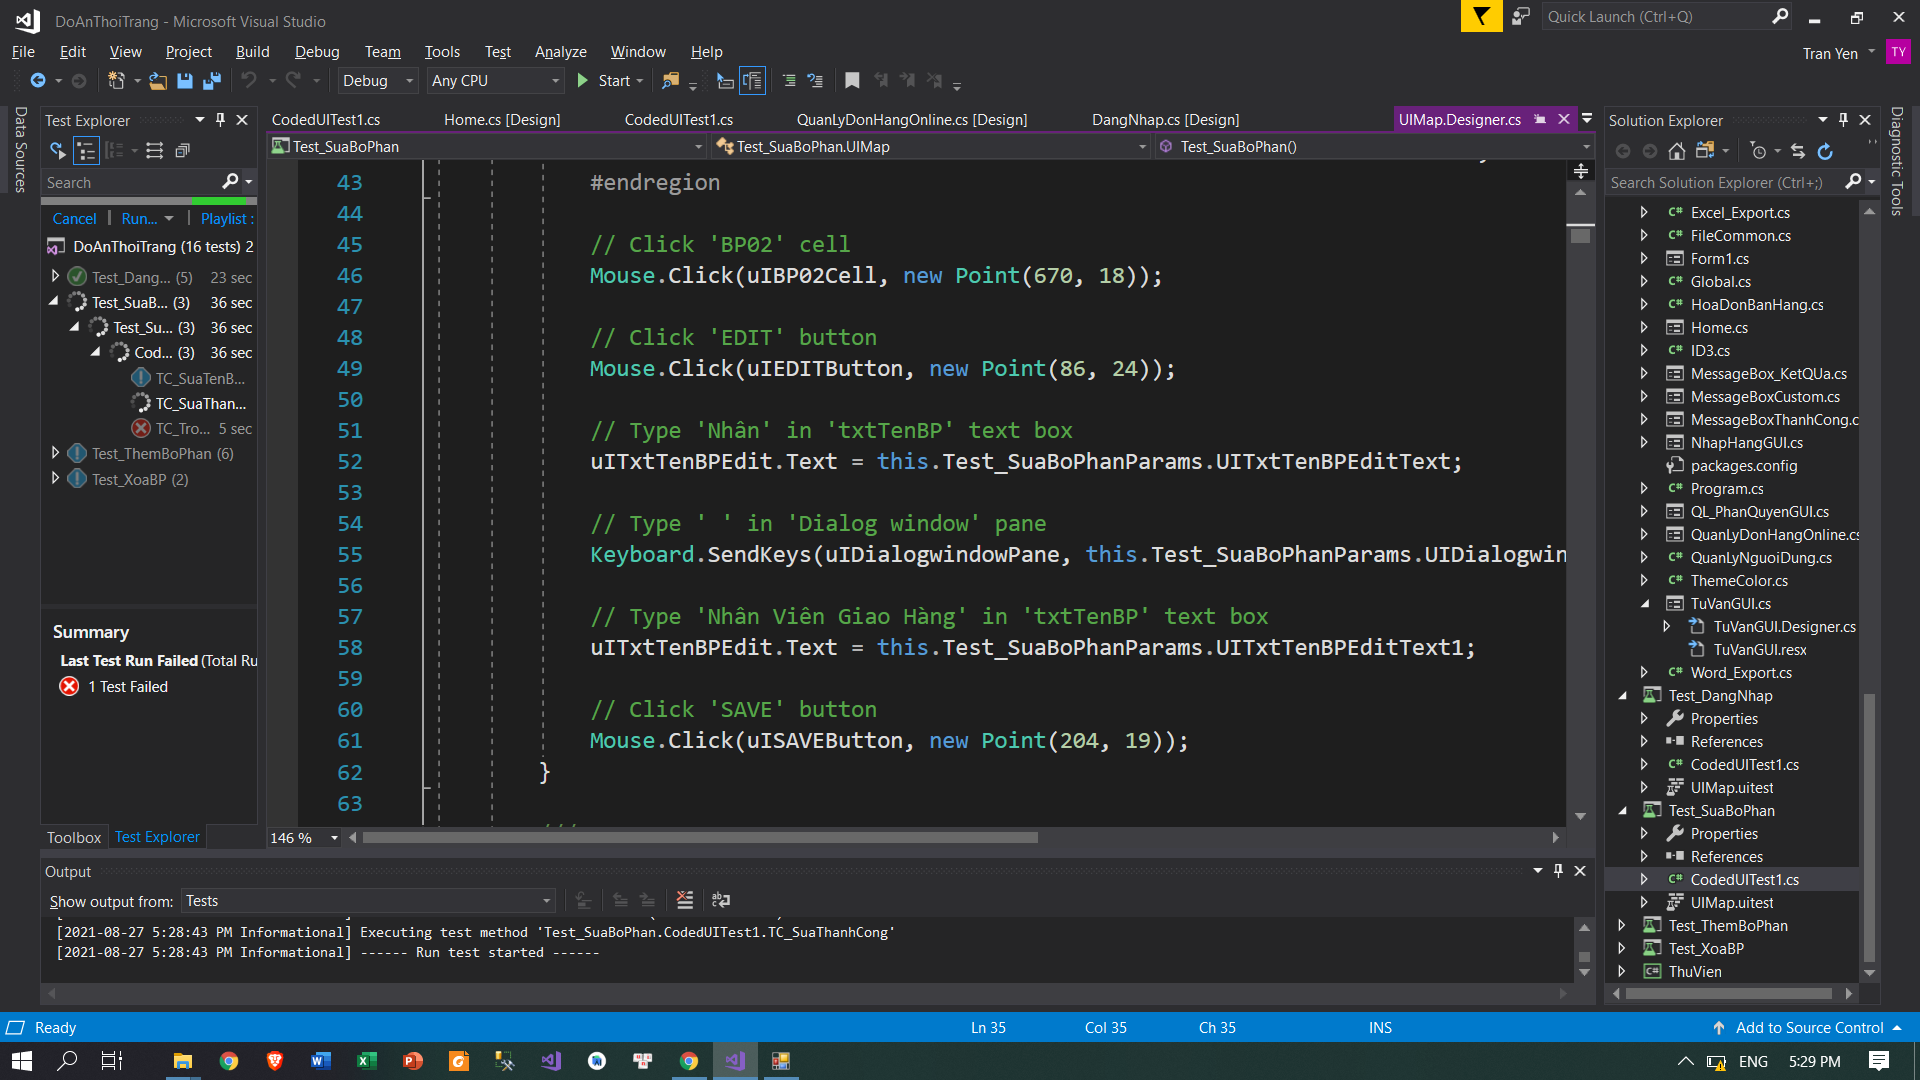 DoAnThoiTrang - Microsoft Visual Studio
Quick Launch (Ctrl+Q)
File Edit View Project Build Debug Team Tools Test Analyze Window Help
Tran Yen
TY
Debug
Any CPU
Start
Data Sources
Test Explorer
Search
Cancel
Run...
Playlist :
DoAnThoiTrang (16 tests) 2
Test_Dang... (5) 23 sec
Test_SuaB... (3) 36 sec
Test_Su... (3) 36 sec
Cod... (3) 36 sec
TC_SuaTenB...
TC_SuaThan...
TC_Tro... 5 sec
Test_ThemBoPhan (6)
Test_XoaBP (2)
Summary
Last Test Run Failed (Total Ru
1 Test Failed
Toolbox
Test Explorer
CodedUITest1.cs
Home.cs [Design]
CodedUITest1.cs
QuanLyDonHangOnline.cs [Design]
DangNhap.cs [Design]
UIMap.Designer.cs
Test_SuaBoPhan
Test_SuaBoPhan.UIMap
Test_SuaBoPhan()
43 #endregion
44
45 // Click 'BP02' cell
46 Mouse.Click(uIBP02Cell, new Point(670, 18));
47
48 // Click 'EDIT' button
49 Mouse.Click(uIEDITButton, new Point(86, 24));
50
51 // Type 'Nhân' in 'txtTenBP' text box
52 uITxtTenBPEdit.Text = this.Test_SuaBoPhanParams.UITxtTenBPEditText;
53
54 // Type ' ' in 'Dialog window' pane
55 Keyboard.SendKeys(uIDialogwindowPane, this.Test_SuaBoPhanParams.UIDialogwin
56
57 // Type 'Nhân Viên Giao Hàng' in 'txtTenBP' text box
58 uITxtTenBPEdit.Text = this.Test_SuaBoPhanParams.UITxtTenBPEditText1;
59
60 // Click 'SAVE' button
61 Mouse.Click(uISAVEButton, new Point(204, 19));
62 }
63
146 %
Output
Show output from: Tests
[2021-08-27 5:28:43 PM Informational] Executing test method 'Test_SuaBoPhan.CodedUITest1.TC_SuaThanhCong'
[2021-08-27 5:28:43 PM Informational] ------ Run test started ------
Solution Explorer
Search Solution Explorer (Ctrl+;)
Excel_Export.cs
FileCommon.cs
Form1.cs
Global.cs
HoaDonBanHang.cs
Home.cs
ID3.cs
MessageBox_KetQUa.cs
MessageBoxCustom.cs
MessageBoxThanhCong.c
NhapHangGUI.cs
packages.config
Program.cs
QL_PhanQuyenGUI.cs
QuanLyDonHangOnline.cs
QuanLyNguoiDung.cs
ThemeColor.cs
TuVanGUI.cs
TuVanGUI.Designer.cs
TuVanGUI.resx
Word_Export.cs
Test_DangNhap
Properties
References
CodedUITest1.cs
UIMap.uitest
Test_SuaBoPhan
Properties
References
CodedUITest1.cs
UIMap.uitest
Test_ThemBoPhan
Test_XoaBP
ThuVien
Diagnostic Tools
Ready
Ln 35
Col 35
Ch 35
INS
Add to Source Control
ENG
5:29 PM